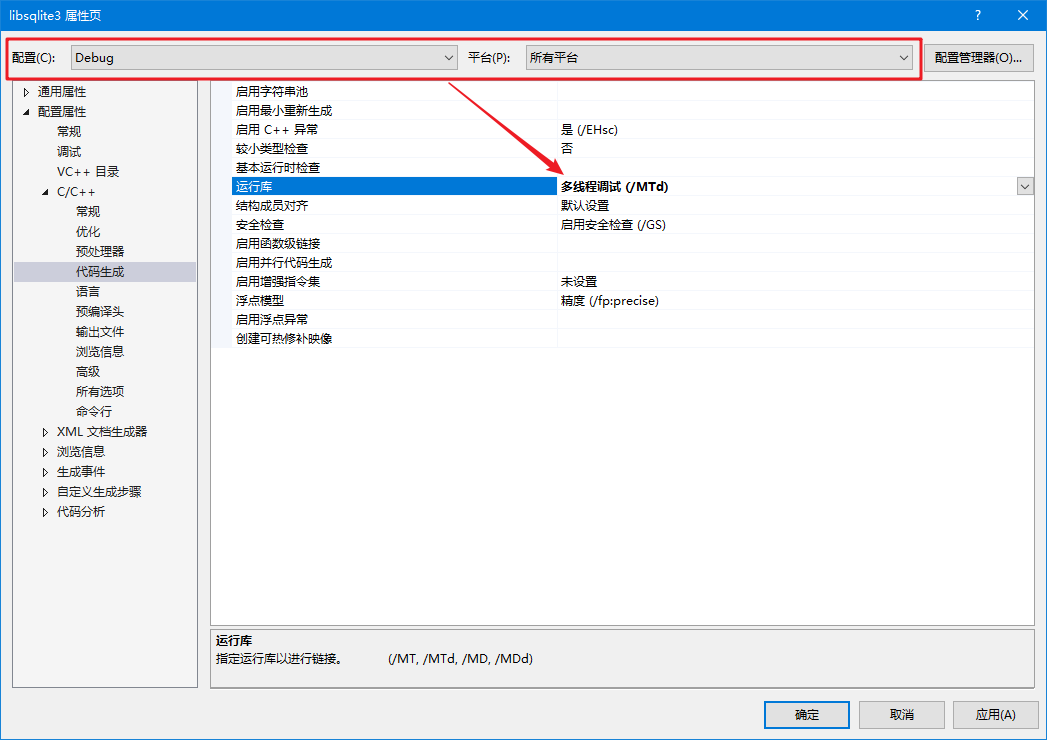 libsqlite3 属性页
?
配置(C):
Debug
平台(P):
所有平台
配置管理器(O)...
通用属性
配置属性
常规
调试
VC++ 目录
C/C++
常规
优化
预处理器
代码生成
语言
预编译头
输出文件
浏览信息
高级
所有选项
命令行
XML 文档生成器
浏览信息
生成事件
自定义生成步骤
代码分析
启用字符串池
启用最小重新生成
启用 C++ 异常 是 (/EHsc)
较小类型检查 否
基本运行时检查
运行库 多线程调试 (/MTd)
结构成员对齐 默认设置
安全检查 启用安全检查 (/GS)
启用函数级链接
启用并行代码生成
启用增强指令集 未设置
浮点模型 精度 (/fp:precise)
启用浮点异常
创建可热修补映像
运行库
指定运行库以进行链接。 (/MT, /MTd, /MD, /MDd)
确定
取消
应用(A)